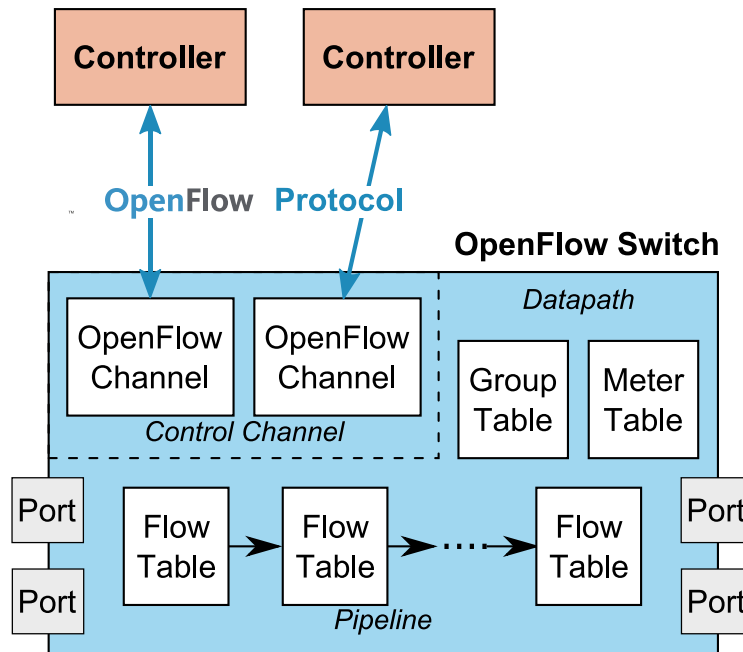 Controller
Controller
OpenFlow Protocol
™
OpenFlow Switch
Datapath
OpenFlow
Channel
OpenFlow
Channel
Control Channel
Group
Table
Meter
Table
Port
Port
Flow
Table
Flow
Table
Flow
Table
Port
Port
Pipeline